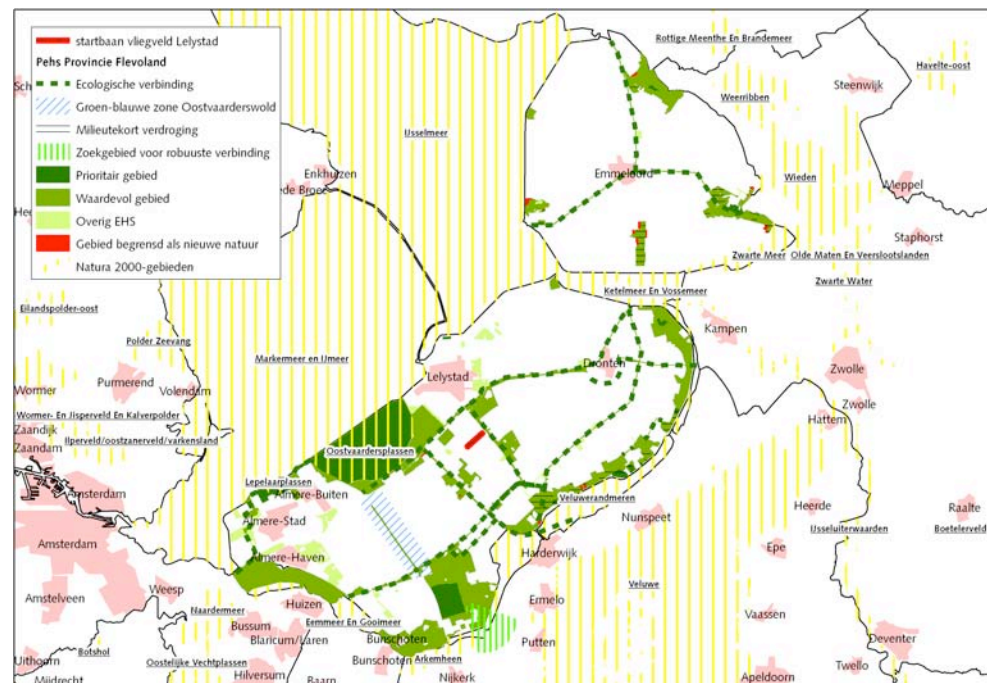 startbaan vliegveld Lelystad
Pehs Provincie Flevoland
Ecologische verbinding
Groen-blauwe zone Oostvaarderswold
Milieutekort verdroging
Zoekgebied voor robuuste verbinding
Prioritair gebied
Waardevol gebied
Overig EHS
Gebied begrensd als nieuwe natuur
Natura 2000-gebieden
Rottige Meenthe En Brandemeer
Havelte-oost
Steenwijk
Weerribben
IJsselmeer
Enkhuizen
ede Broec
Emmeloord
Wieden
Meppel
Staphorst
Zwarte Meer
Olde Maten En Veerslootslanden
Zwarte Water
Ketelmeer En Vossemeer
Eilandspolder-oost
Polder Zeevang
Markermeer en IJmeer
Kampen
Dronten
Lelystad
Zwolle
Zwolle
Hattem
Purmerend
Volendam
Wormer
Wormer- En Jisperveld En Kalverpolder
Zaandijk
Ilperveld/oostzanerveld/varkensland
Zaandam
Oostvaardersplassen
Lepelaarplassen
Almere-Buiten
Amsterdam
Almere-Stad
Veluwerandmeren
Nunspeet
Heerde
Raalte
IJsseluiterwaarden
Boetelerveld
Amsterdam
Almere-Haven
Harderwijk
Epe
Amstelveen
Weesp
Naardermeer
Huizen
Ermelo
Veluwe
Vaassen
Bussum
Eemmeer En Gooimeer
Blaricum/Laren
Bunschoten
Putten
Deventer
Uithoorn
Botshol
Oostelijke Vechtplassen
Bunschoten
Arkemheen
Twello
Mijdrecht
Hilversum
Baarn
Nijkerk
Apeldoorn